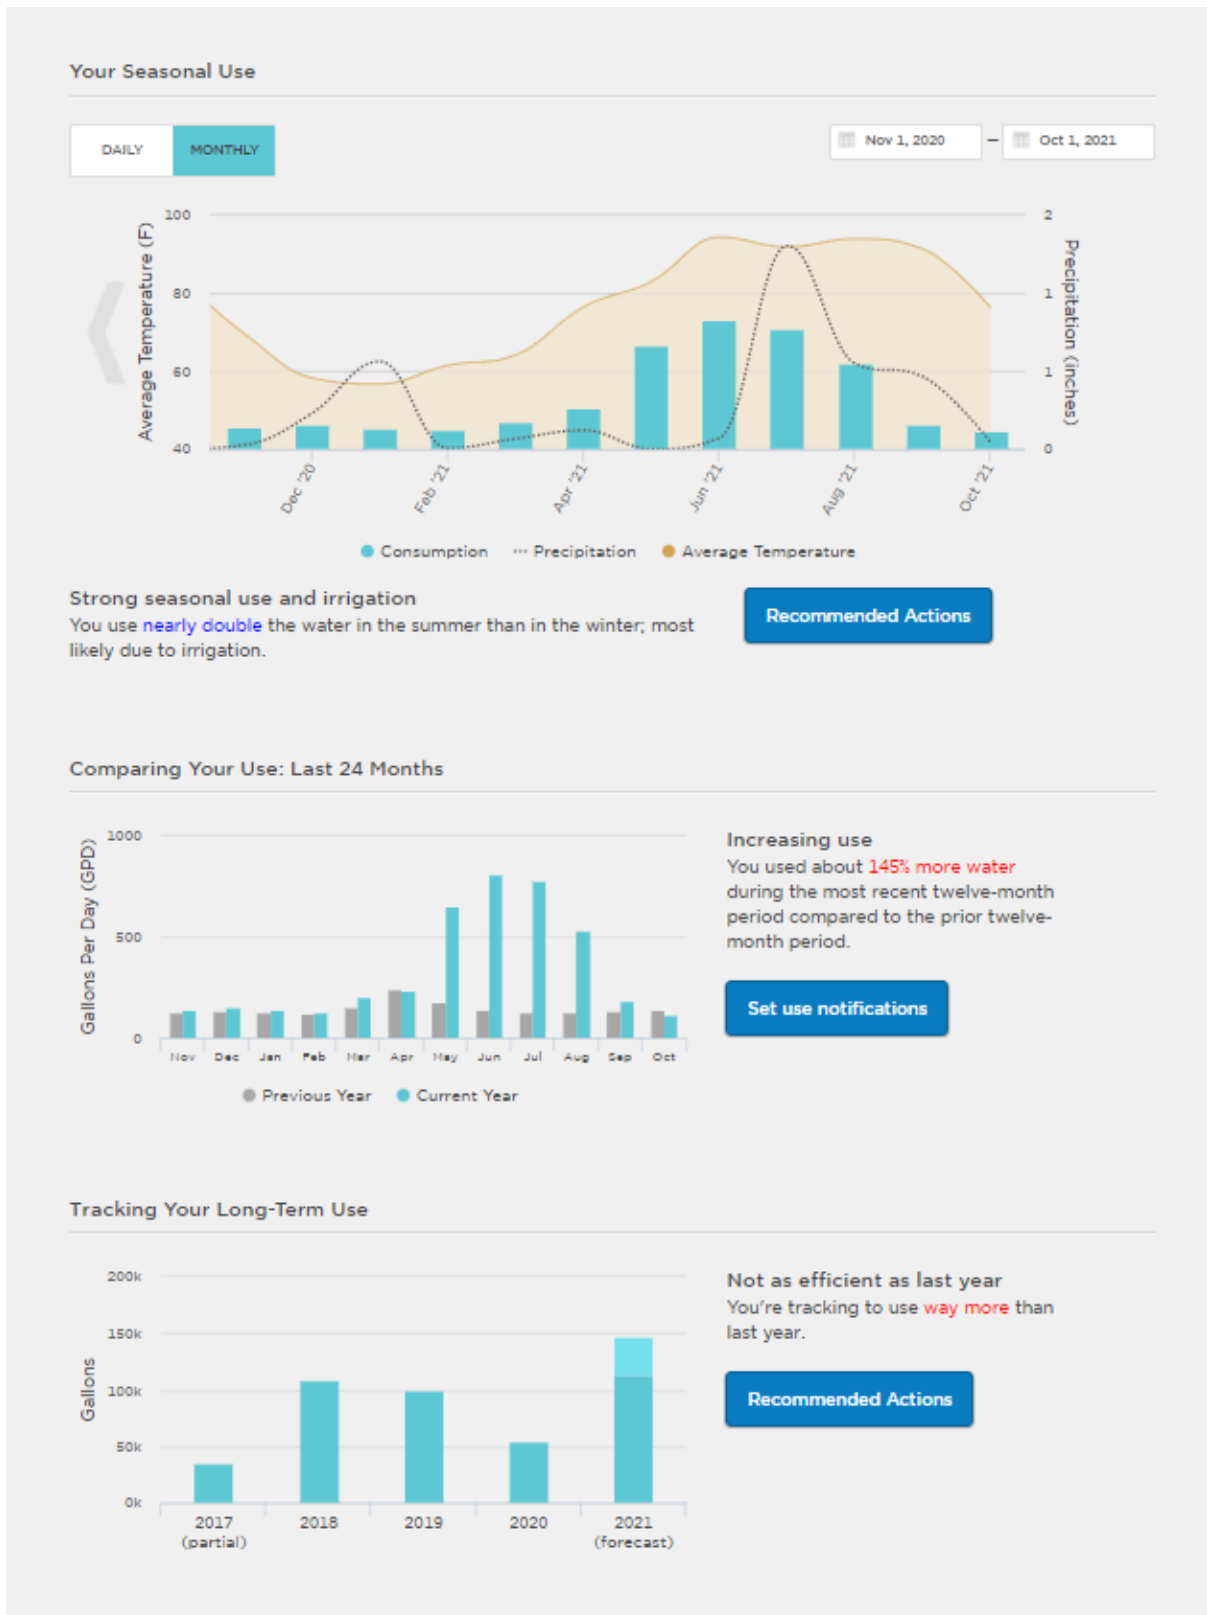 Your Seasonal Use
DAILY
MONTHLY
Nov 1, 2020
–
Oct 1, 2021
Average Temperature (F)
100
80
60
40
2
1
1
0
Precipitation (inches)
Dec '20
Feb '21
Apr '21
Jun '21
Aug '21
Oct '21
Consumption
Precipitation
Average Temperature
Strong seasonal use and irrigation
You use nearly double the water in the summer than in the winter; most
likely due to irrigation.
Recommended Actions
Comparing Your Use: Last 24 Months
Gallons Per Day (GPD)
1000
500
0
Nov Dec Jan Feb Mar Apr May Jun Jul Aug Sep Oct
Previous Year
Current Year
Increasing use
You used about 145% more water
during the most recent twelve-month
period compared to the prior twelve-
month period.
Set use notifications
Tracking Your Long-Term Use
Gallons
200k
150k
100k
50k
0k
2017
(partial)
2018
2019
2020
2021
(forecast)
Not as efficient as last year
You're tracking to use way more than
last year.
Recommended Actions